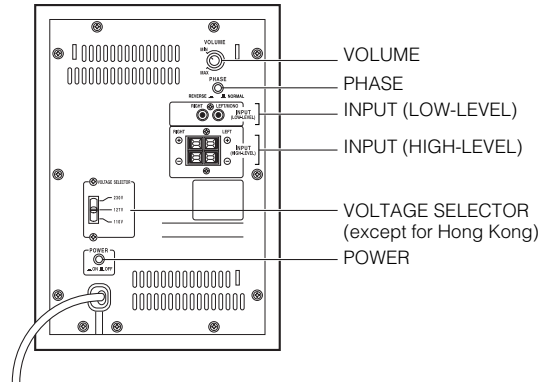 VOLUME
MIN
MAX
PHASE
REVERSE NORMAL
RIGHT LEFT/MONO
INPUT
(LOW-LEVEL)
RIGHT LEFT
INPUT
(HIGH-LEVEL)
+ +
− −
VOLTAGE SELECTOR
230V
127V
110V
POWER
ON OFF
VOLUME
PHASE
INPUT (LOW-LEVEL)
INPUT (HIGH-LEVEL)
VOLTAGE SELECTOR
(except for Hong Kong)
POWER